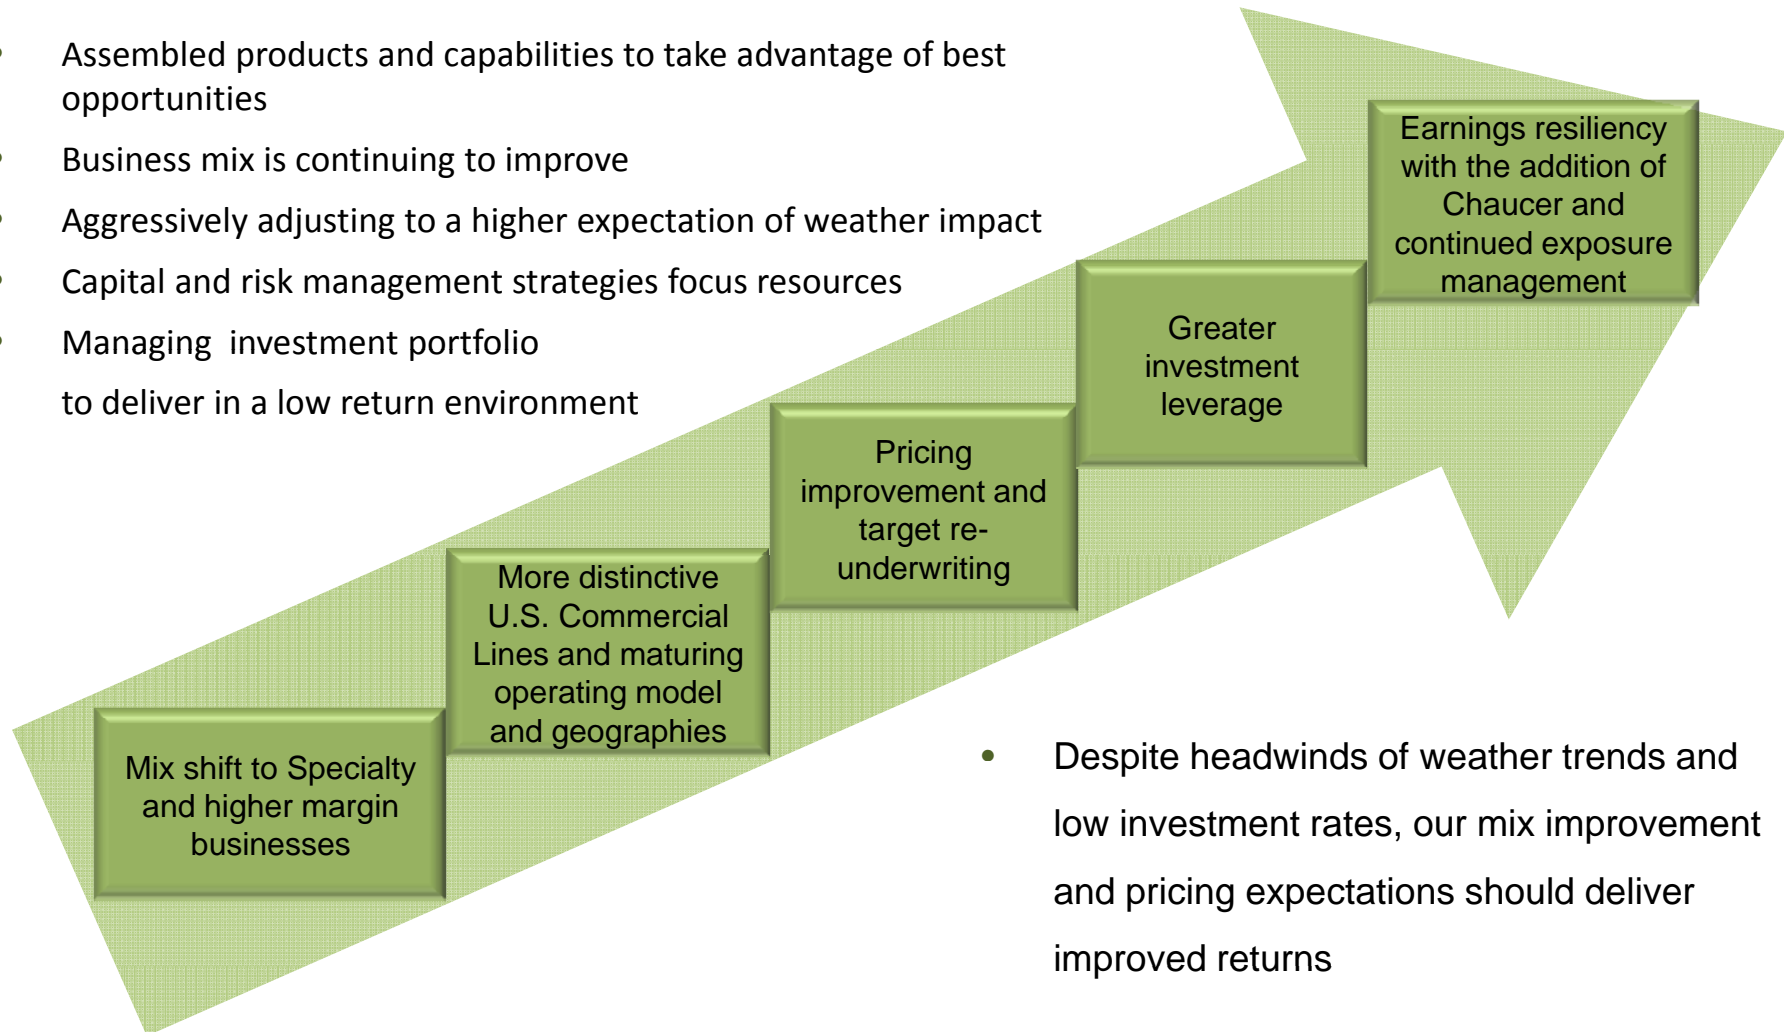 • Assembled products and capabilities to take advantage of best
opportunities
• Business mix is continuing to improve
• Aggressively adjusting to a higher expectation of weather impact
• Capital and risk management strategies focus resources
• Managing investment portfolio
to deliver in a low return environment
Earnings resiliency
with the addition of
Chaucer and
continued exposure
management
Greater
investment
leverage
Pricing
improvement and
target re-
underwriting
More distinctive
U.S. Commercial
Lines and maturing
operating model
and geographies
Mix shift to Specialty
and higher margin
businesses
• Despite headwinds of weather trends and
low investment rates, our mix improvement
and pricing expectations should deliver
improved returns